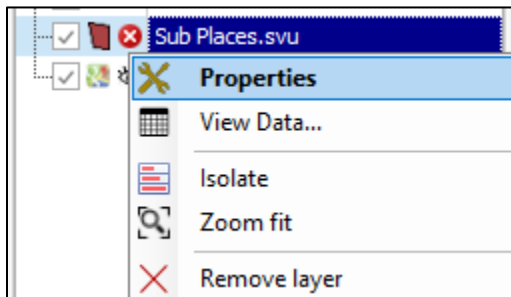 Sub Places.svu
Properties
View Data...
Isolate
Zoom fit
Remove layer